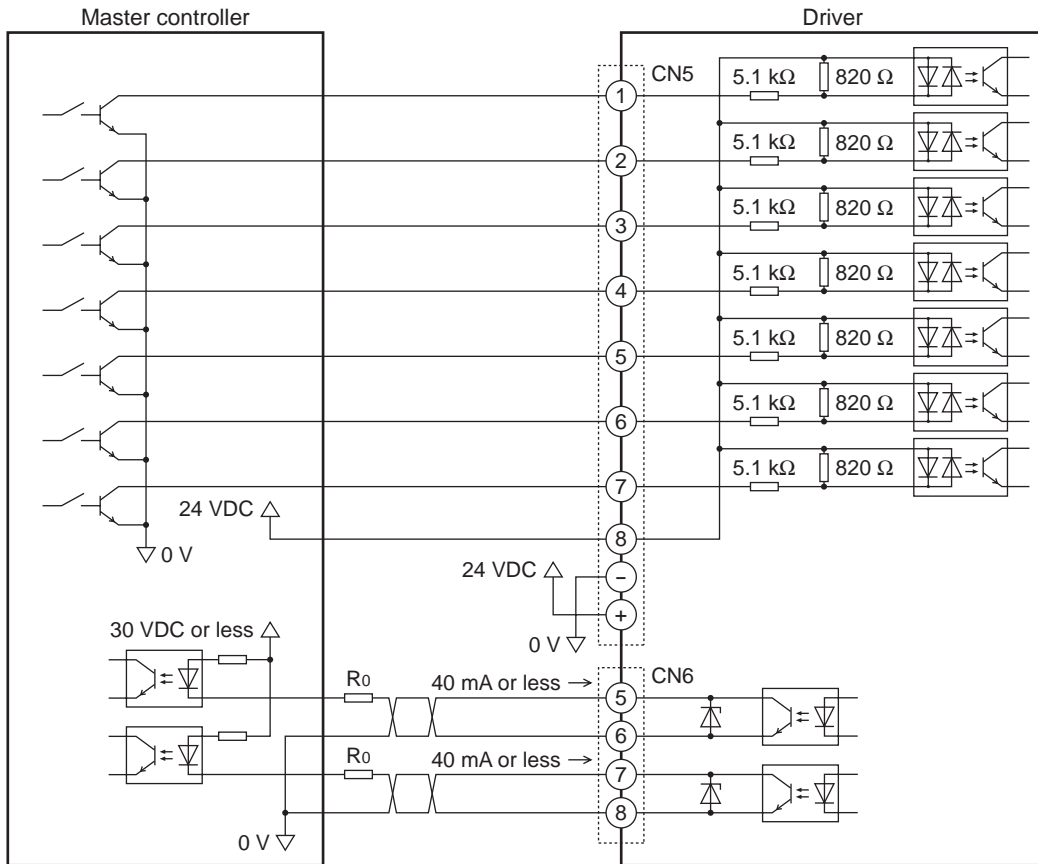 Master controller
Driver
CN5
1
5.1 kΩ
820 Ω
2
5.1 kΩ
820 Ω
3
5.1 kΩ
820 Ω
4
5.1 kΩ
820 Ω
5
5.1 kΩ
820 Ω
6
5.1 kΩ
820 Ω
7
5.1 kΩ
820 Ω
24 VDC
8
0 V
24 VDC
−
+
0 V
30 VDC or less
CN6
R0
40 mA or less
5
6
R0
40 mA or less
7
8
0 V